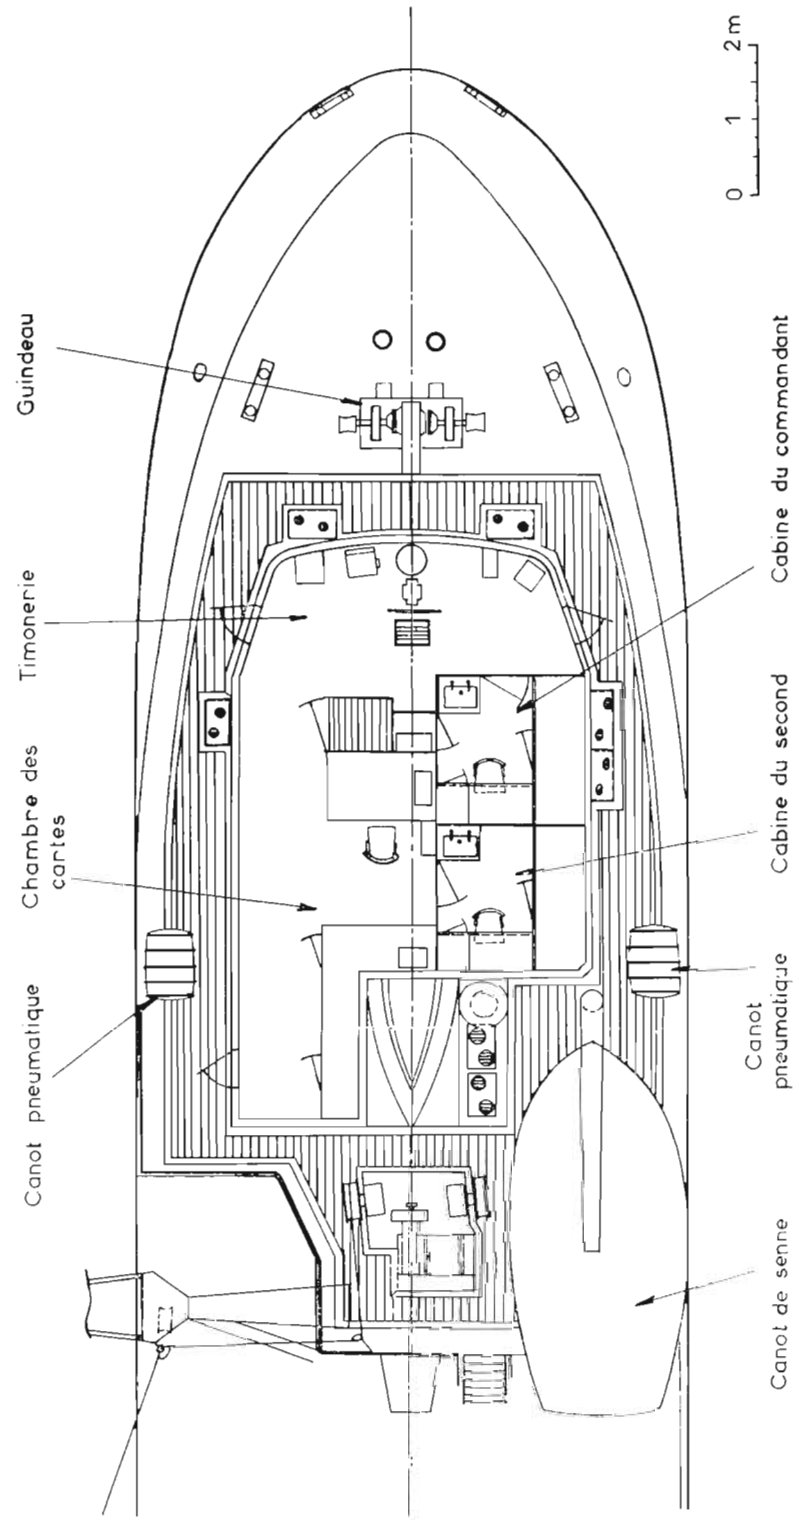 Guindeau
Timonerie
Chambre des
cartes
Canot pneumatique
0 1 2 m
Cabine du commandant
Cabine du second
Canot
pneumatique
Canot de senne